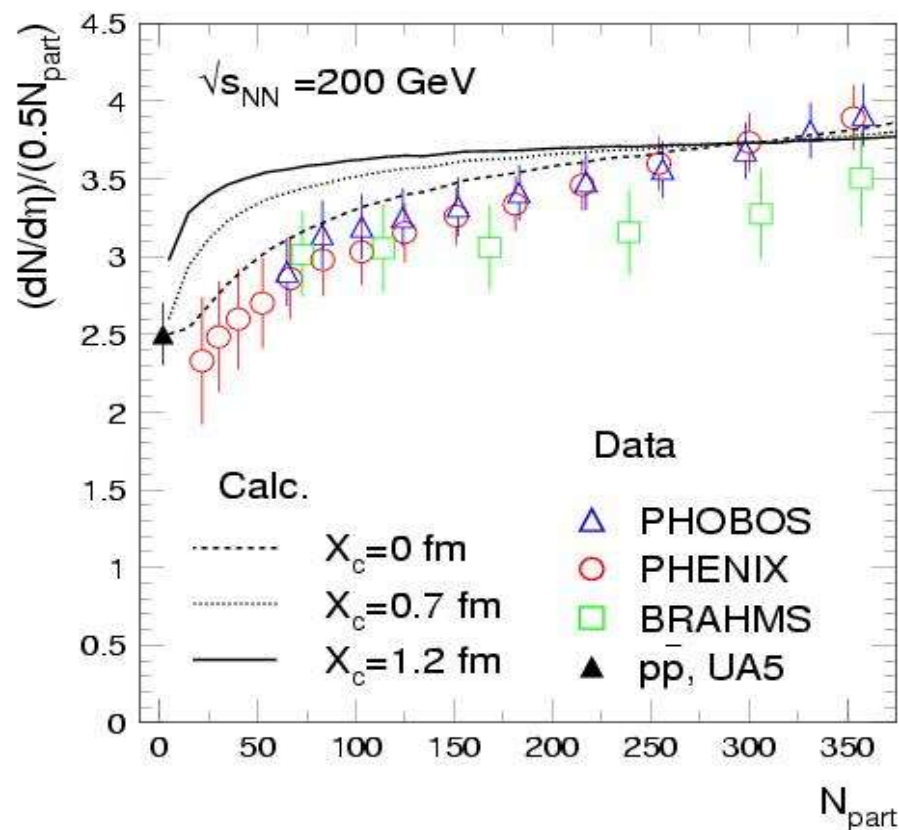 (dN/dη)/(0.5N_part)
4.5
4
3.5
3
2.5
2
1.5
1
0.5
0
√s_NN =200 GeV
Calc.
X_c=0 fm
X_c=0.7 fm
X_c=1.2 fm
Data
PHOBOS
PHENIX
BRAHMS
pp̄, UA5
0 50 100 150 200 250 300 350
N_part